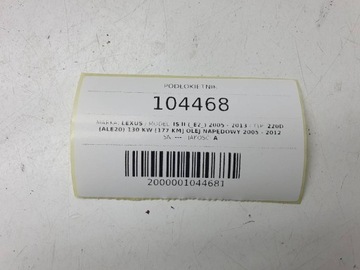 PODŁOKIETNIK
104468
MARKA: LEXUS MODEL: IS II (_E2_) 2005 - 2013 TYP: 220D
(ALE20) 130 KW [177 KM] OLEJ NAPĘDOWY 2005 - 2012
JAKOŚĆ: A
2000001044681